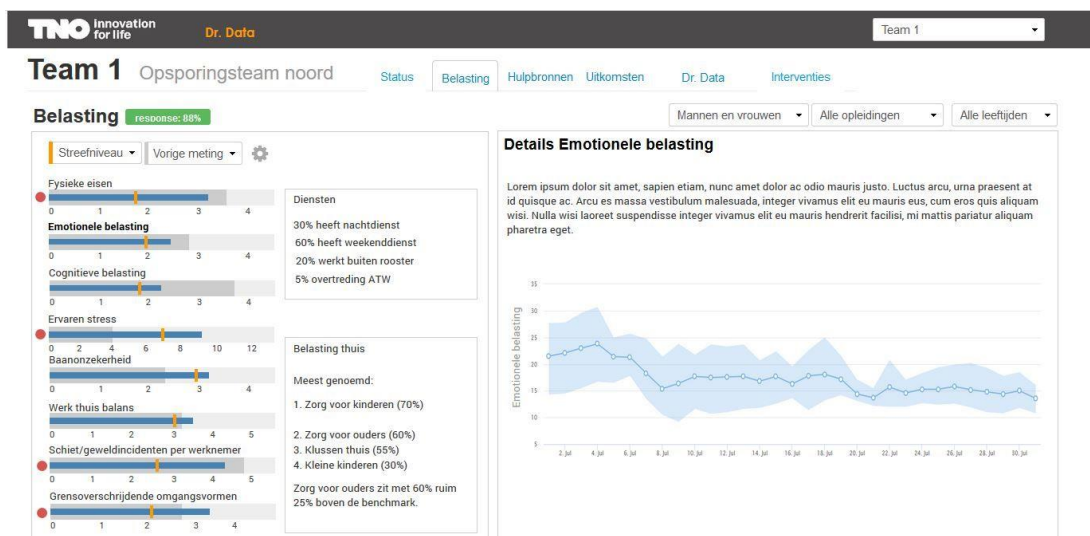 TNO innovation for life
Dr. Data
Team 1
Team 1 Opsporingsteam noord
Status Belasting Hulpbronnen Uitkomsten Dr. Data Interventies
Belasting response: 88%
Mannen en vrouwen Alle opleidingen Alle leeftijden
Streefniveau Vorige meting
Fysieke eisen
0 1 2 3 4
Emotionele belasting
0 1 2 3 4
Cognitieve belasting
0 1 2 3 4
Ervaren stress
0 2 4 6 8 10 12
Baanonzekerheid
0 1 2 3 4
Werk thuis balans
0 1 2 3 4 5
Schiet/geweldincidenten per werknemer
0 1 2 3 4 5
Grensoverschrijdende omgangsvormen
0 1 2 3 4
Diensten
30% heeft nachtdienst
60% heeft weekenddienst
20% werkt buiten rooster
5% overtreding ATW
Belasting thuis
Meest genoemd:
1. Zorg voor kinderen (70%)
2. Zorg voor ouders (60%)
3. Klussen thuis (55%)
4. Kleine kinderen (30%)
Zorg voor ouders zit met 60% ruim
25% boven de benchmark.
Details Emotionele belasting
Lorem ipsum dolor sit amet, sapien etiam, nunc amet dolor ac odio mauris justo. Luctus arcu, urna praesent at
id quisque ac. Arcu es massa vestibulum malesuada, integer vivamus elit eu mauris eus, cum eros quis aliquam
wisi. Nulla wisi laoreet suspendisse integer vivamus elit eu mauris hendrerit facilisi, mi mattis pariatur aliquam
pharetra eget.
Emotionele belasting
35
30
25
20
15
10
5
2. Jul 4. Jul 6. Jul 8. Jul 10. Jul 12. Jul 14. Jul 16. Jul 18. Jul 20. Jul 22. Jul 24. Jul 26. Jul 28. Jul 30. Jul